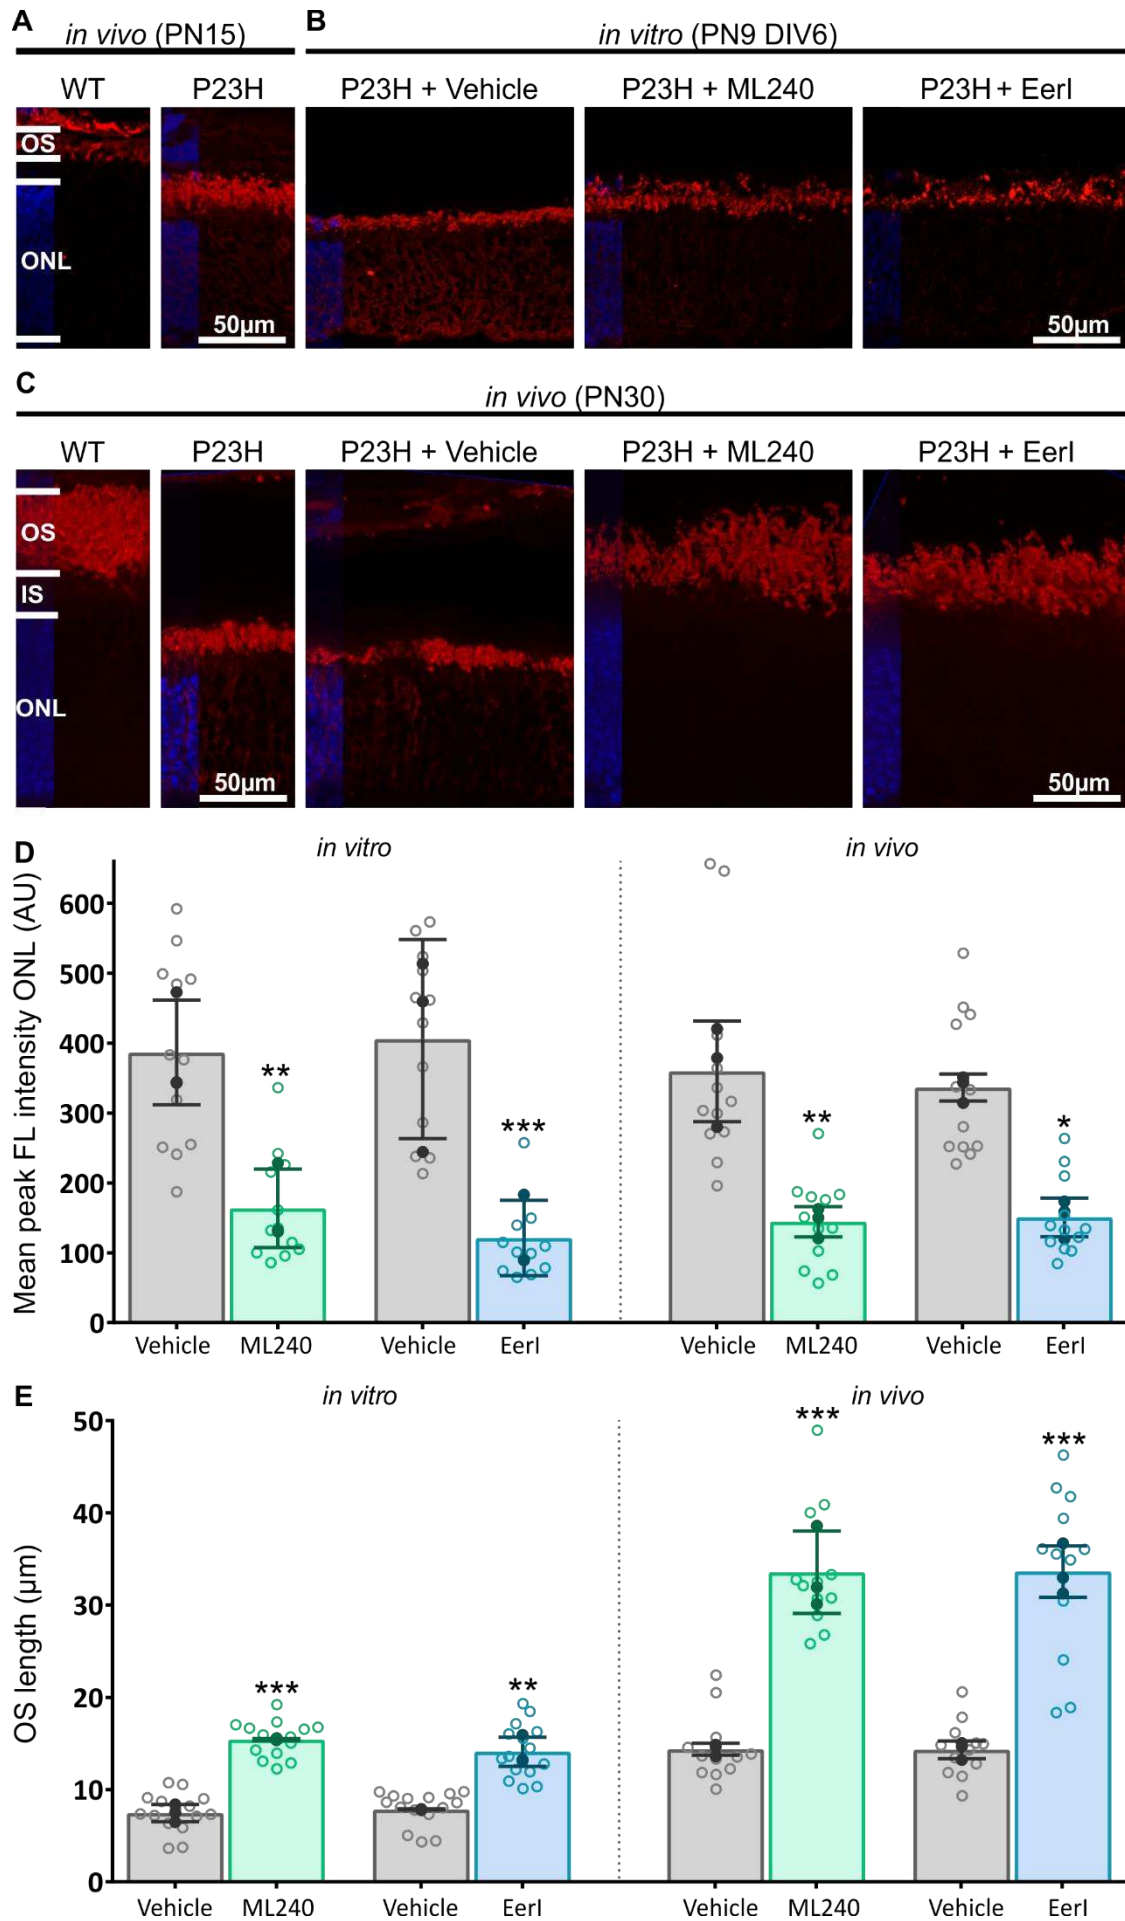 A
in vivo (PN15)
B
in vitro (PN9 DIV6)
WT
P23H
P23H + Vehicle
P23H + ML240
P23H + EerI
OS
ONL
50µm
50µm
C
in vivo (PN30)
WT
P23H
P23H + Vehicle
P23H + ML240
P23H + EerI
OS
IS
ONL
50µm
50µm
D
in vitro
in vivo
Mean peak FL intensity ONL (AU)
600
500
400
300
200
100
0
**
***
**
*
Vehicle
ML240
Vehicle
EerI
Vehicle
ML240
Vehicle
EerI
E
in vitro
in vivo
OS length (µm)
50
40
30
20
10
0
***
**
***
***
Vehicle
ML240
Vehicle
EerI
Vehicle
ML240
Vehicle
EerI